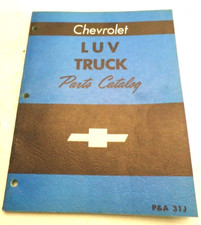 Chevrolet
LUV
TRUCK
Parts Catalog
P&A 31J